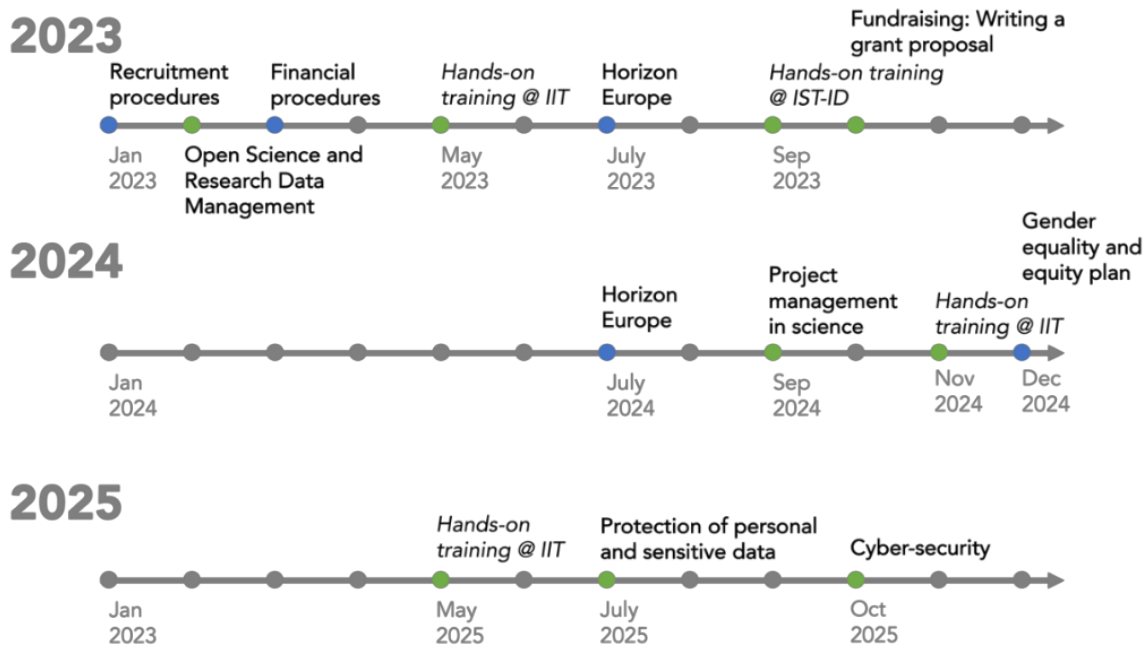 2023
Fundraising: Writing a
grant proposal
Recruitment
procedures
Financial
procedures
Hands-on
training @ IIT
Horizon
Europe
Hands-on training
@ IST-ID
Jan
2023
Open Science and
Research Data
Management
May
2023
July
2023
Sep
2023
2024
Gender
equality and
equity plan
Horizon
Europe
Project
management
in science
Hands-on
training @ IIT
Jan
2024
July
2024
Sep
2024
Nov
2024
Dec
2024
2025
Hands-on
training @ IIT
Protection of personal
and sensitive data
Cyber-security
Jan
2023
May
2025
July
2025
Oct
2025